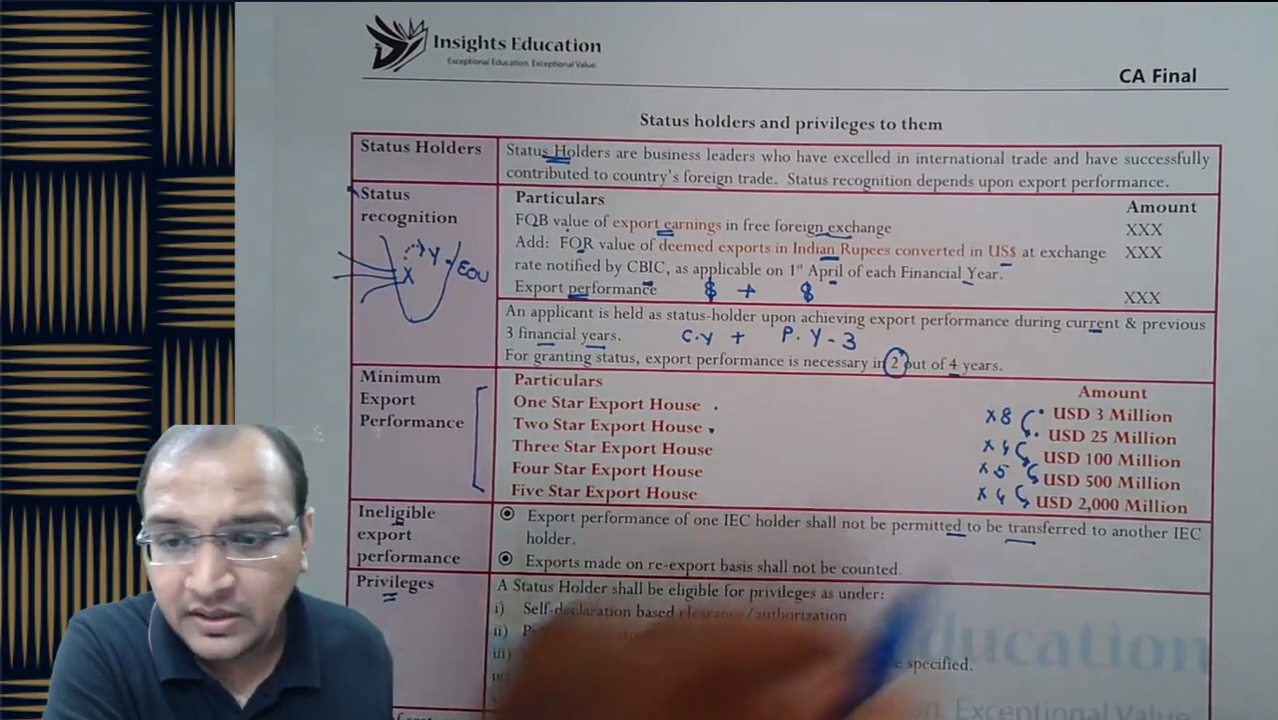 Insights Education
Exceptional Education, Exceptional Value.
CA Final
Status holders and privileges to them
Status Holders
Status Holders are business leaders who have excelled in international trade and have successfully
contributed to country's foreign trade. Status recognition depends upon export performance.
Status
recognition
Particulars Amount
FOB value of export earnings in free foreign exchange XXX
Add: FOR value of deemed exports in Indian Rupees converted in US$ at exchange XXX
rate notified by CBIC, as applicable on 1st April of each Financial Year.
Export performance $ + $ XXX
X Y EOU
An applicant is held as status-holder upon achieving export performance during current & previous
3 financial years. C.Y + P.Y-3
For granting status, export performance is necessary in 2 out of 4 years.
Minimum
Export
Performance
Particulars Amount
One Star Export House USD 3 Million
x8
Two Star Export House USD 25 Million
x4
Three Star Export House USD 100 Million
x5
Four Star Export House USD 500 Million
x4
Five Star Export House USD 2,000 Million
Ineligible
export
performance
Export performance of one IEC holder shall not be permitted to be transferred to another IEC
holder.
Exports made on re-export basis shall not be counted.
Privileges
A Status Holder shall be eligible for privileges as under:
i) Self-declaration based clearance/authorization
ii)
iii) e specified.
ducation
on, Exceptional Value